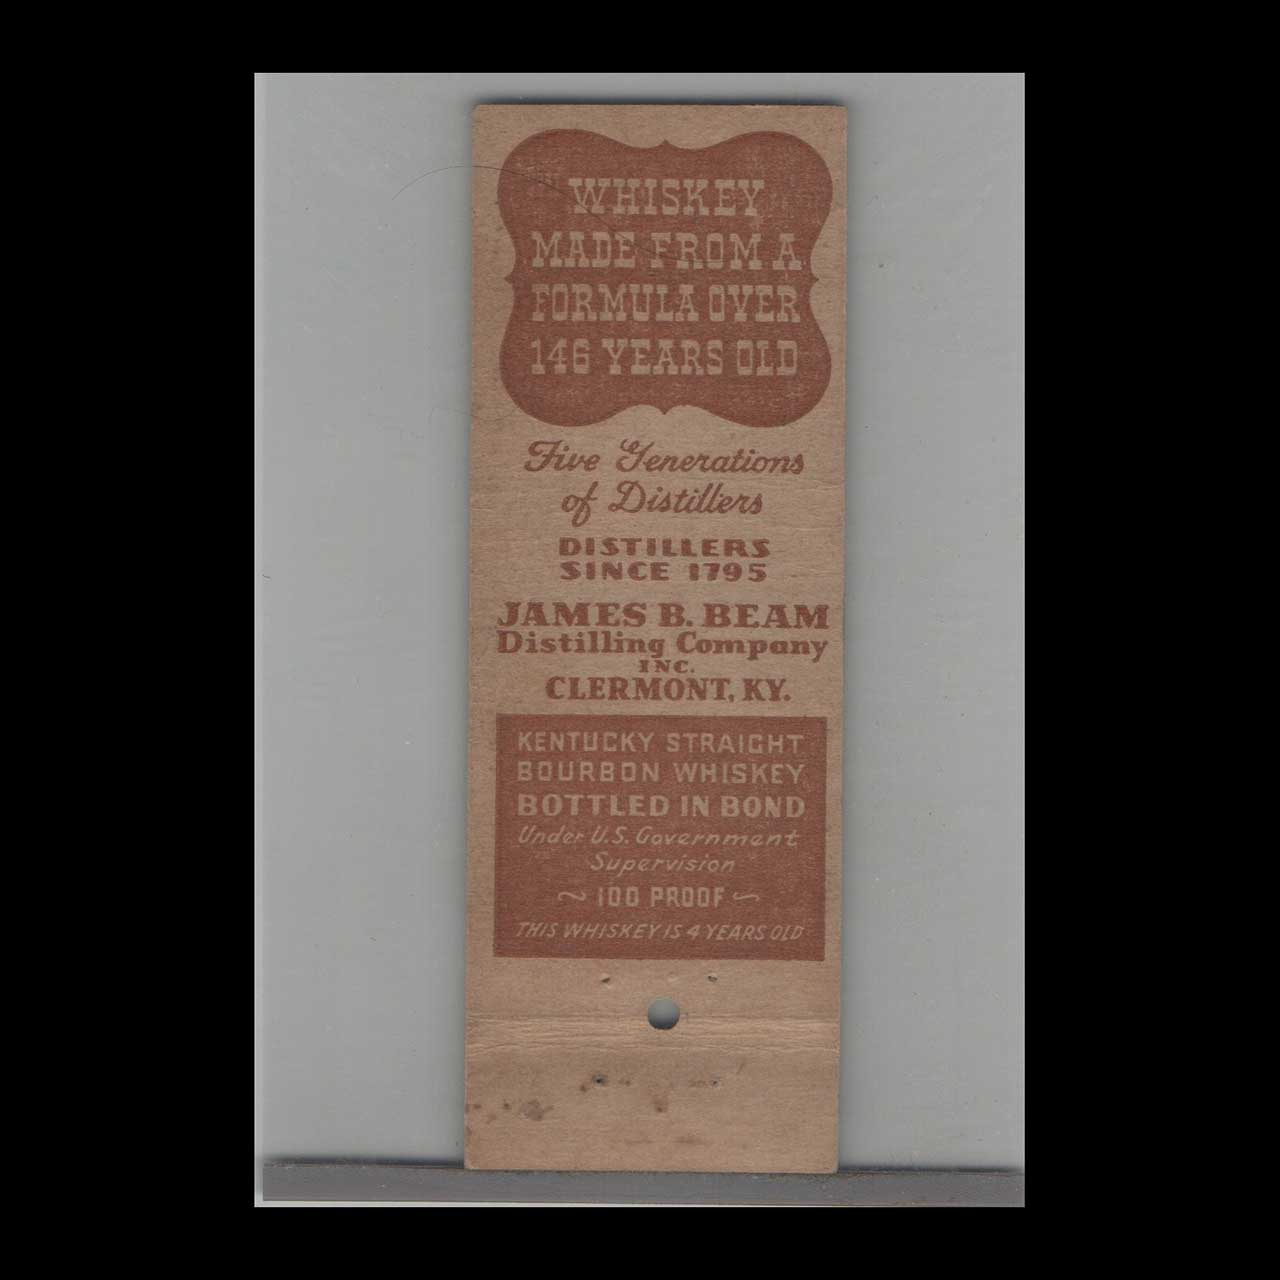 WHISKEY
MADE FROM A
FORMULA OVER
146 YEARS OLD
Five Generations
of Distillers
DISTILLERS
SINCE 1795
JAMES B. BEAM
Distilling Company
INC.
CLERMONT, KY.
KENTUCKY STRAIGHT
BOURBON WHISKEY
BOTTLED IN BOND
Under U.S. Government
Supervision
~ 100 PROOF ~
THIS WHISKEY IS 4 YEARS OLD